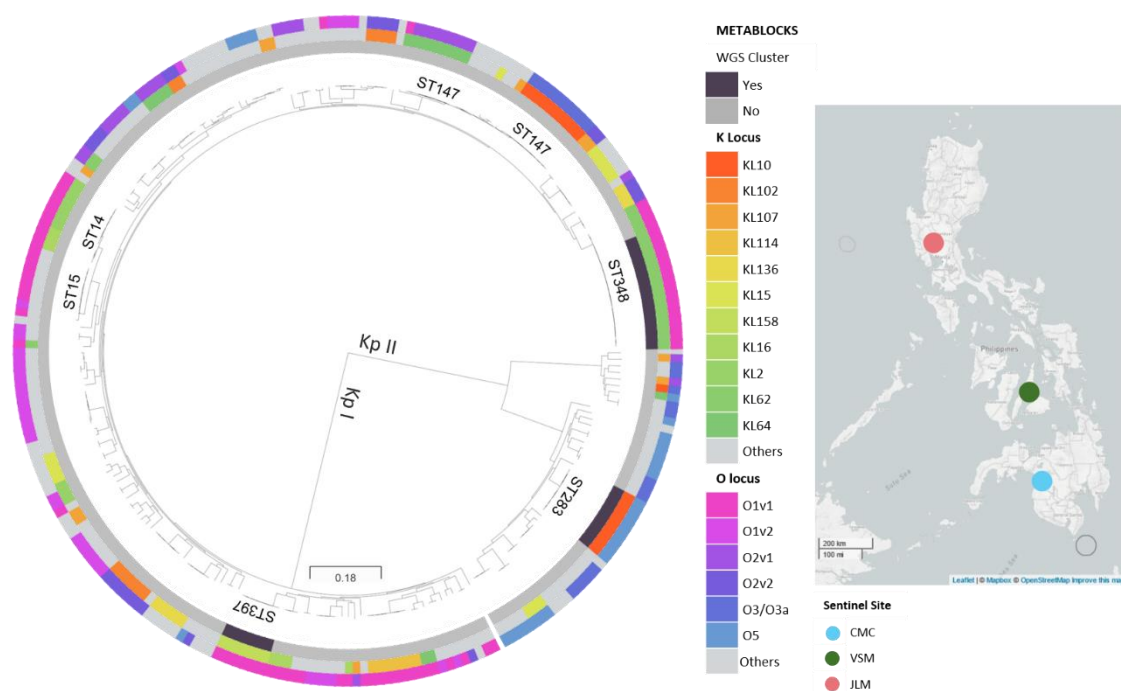 METABLOCKS
WGS Cluster
Yes
No
K Locus
KL10
KL102
KL107
KL114
KL136
KL15
KL158
KL16
KL2
KL62
KL64
Others
O locus
O1v1
O1v2
O2v1
O2v2
O3/O3a
O5
Others
ST147
ST147
ST348
ST14
ST15
Kp II
Kp I
ST283
ST397
0.18
Philippines
Sulu Sea
200 km
100 mi
Leaflet | © Mapbox © OpenStreetMap Improve this ma
Sentinel Site
CMC
VSM
JLM